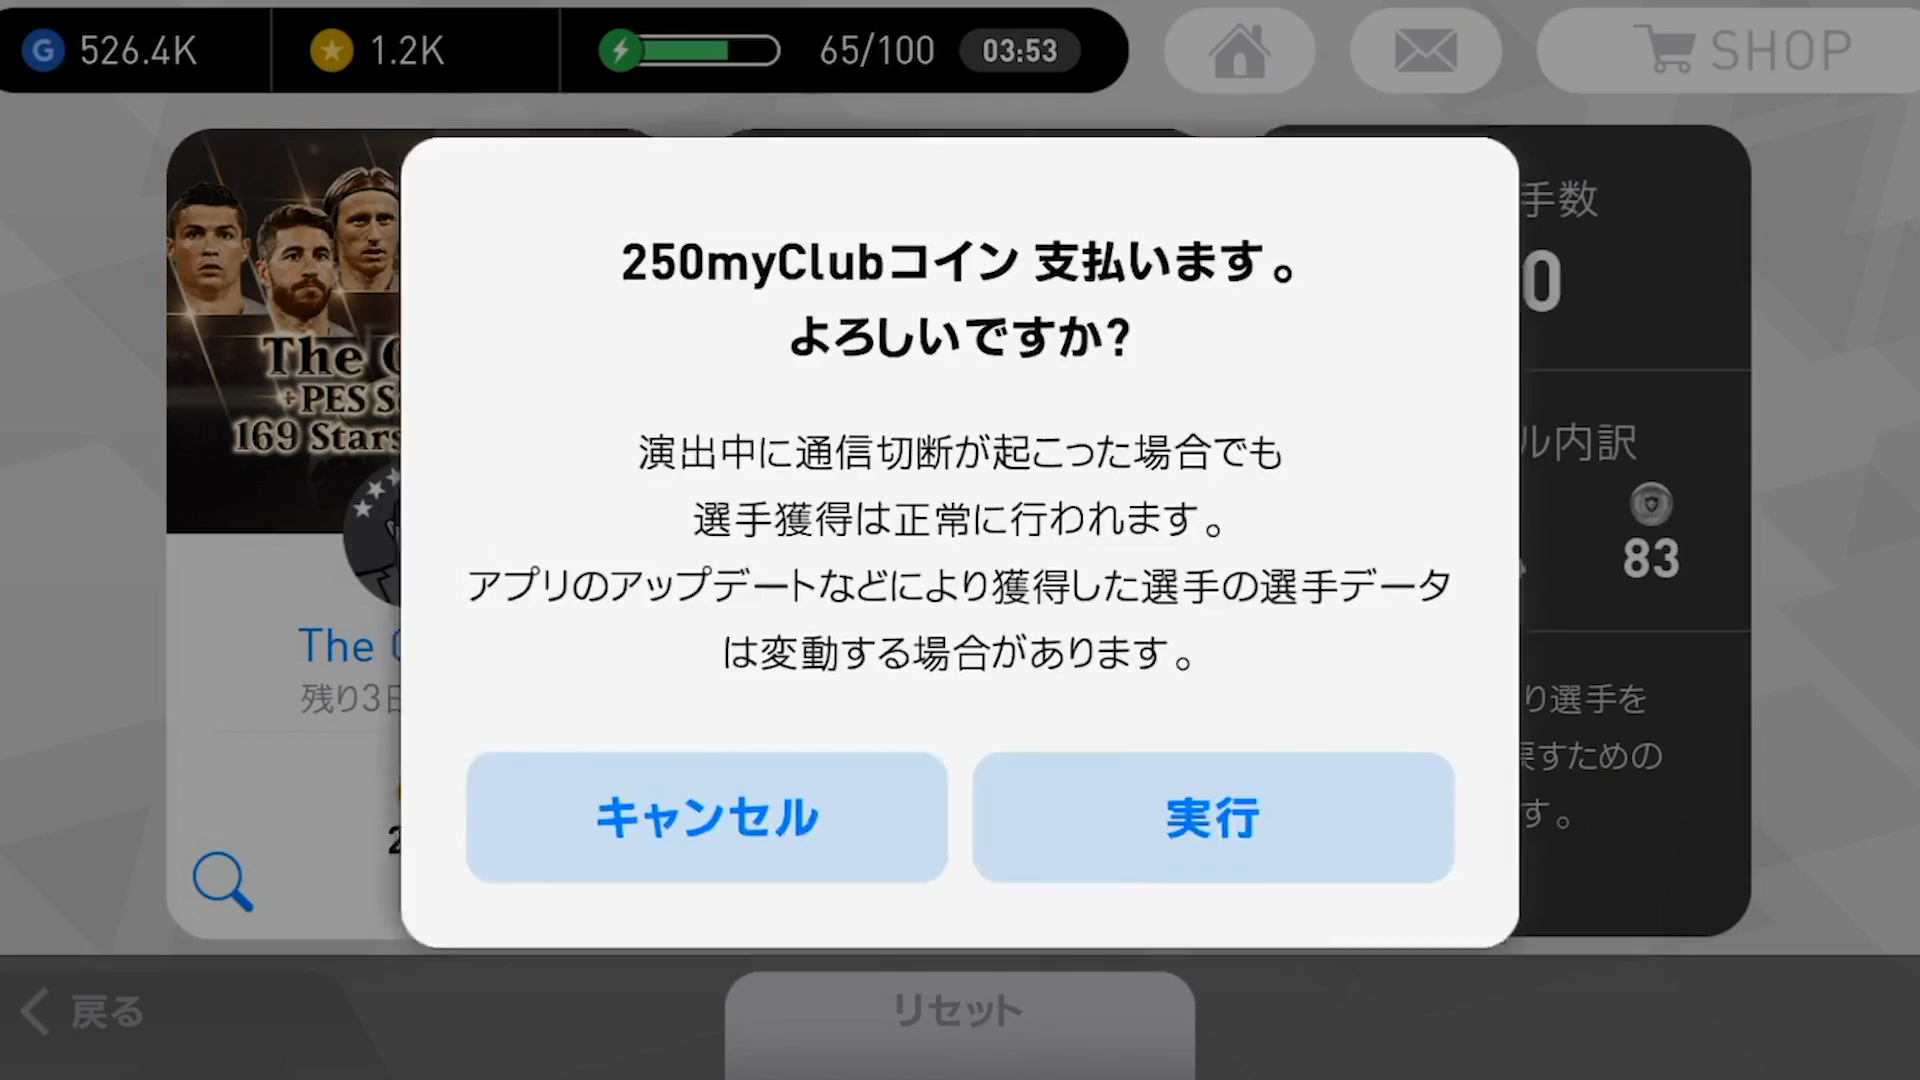 526.4K
1.2K
65/100
03:53
SHOP
The
+PES
169 Stars
The
残り3日
手数
0
ル内訳
83
り選手を
戻すための
す。
250myClubコイン 支払います。
よろしいですか?
演出中に通信切断が起こった場合でも
選手獲得は正常に行われます。
アプリのアップデートなどにより獲得した選手の選手データ
は変動する場合があります。
キャンセル
実行
戻る
リセット